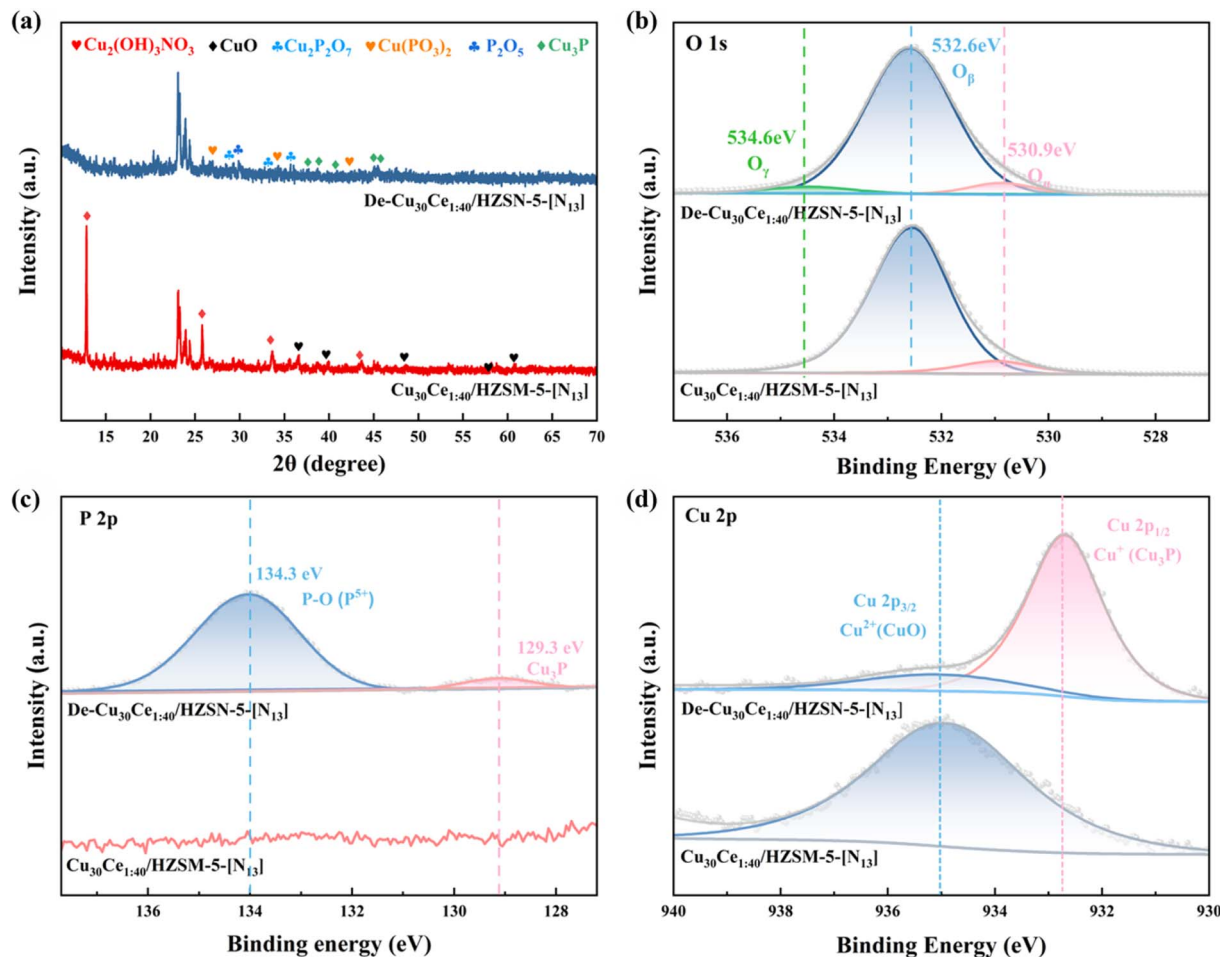 (a)
♥Cu₂(OH)₃NO₃ ♦CuO ♣Cu₂P₂O₇ ♥Cu(PO₃)₂ ♣P₂O₅ ♦Cu₃P
De-Cu₃₀Ce₁:₄₀/HZSN-5-[N₁₃]
Cu₃₀Ce₁:₄₀/HZSM-5-[N₁₃]
Intensity (a.u.)
15 20 25 30 35 40 45 50 55 60 65 70
2θ (degree)
(b)
O 1s
532.6eV
Oβ
534.6eV
Oγ
530.9eV
De-Cu₃₀Ce₁:₄₀/HZSN-5-[N₁₃]
Cu₃₀Ce₁:₄₀/HZSM-5-[N₁₃]
Intensity (a.u.)
536 534 532 530 528
Binding Energy (eV)
(c)
P 2p
134.3 eV
P-O (P⁵⁺)
129.3 eV
Cu₃P
De-Cu₃₀Ce₁:₄₀/HZSN-5-[N₁₃]
Cu₃₀Ce₁:₄₀/HZSM-5-[N₁₃]
Intensity (a.u.)
136 134 132 130 128
Binding energy (eV)
(d)
Cu 2p
Cu 2p₁/₂
Cu⁺ (Cu₃P)
Cu 2p₃/₂
Cu²⁺(CuO)
De-Cu₃₀Ce₁:₄₀/HZSN-5-[N₁₃]
Cu₃₀Ce₁:₄₀/HZSM-5-[N₁₃]
Intensity (a.u.)
940 938 936 934 932 930
Binding Energy (eV)